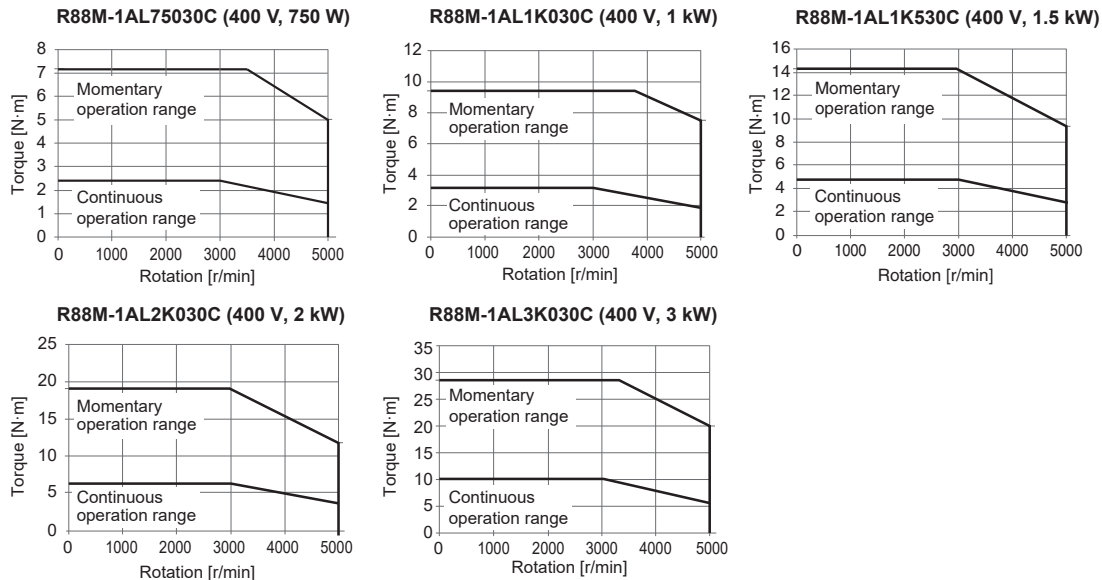 R88M-1AL75030C (400 V, 750 W)
8
7
6
5
4
3
2
1
0
Torque [N·m]
Momentary
operation range
Continuous
operation range
0 1000 2000 3000 4000 5000
Rotation [r/min]
R88M-1AL1K030C (400 V, 1 kW)
12
10
8
6
4
2
0
Torque [N·m]
Momentary
operation range
Continuous
operation range
0 1000 2000 3000 4000 5000
Rotation [r/min]
R88M-1AL1K530C (400 V, 1.5 kW)
16
14
12
10
8
6
4
2
0
Torque [N·m]
Momentary
operation range
Continuous
operation range
0 1000 2000 3000 4000 5000
Rotation [r/min]
R88M-1AL2K030C (400 V, 2 kW)
25
20
15
10
5
0
Torque [N·m]
Momentary
operation range
Continuous
operation range
0 1000 2000 3000 4000 5000
Rotation [r/min]
R88M-1AL3K030C (400 V, 3 kW)
35
30
25
20
15
10
5
0
Torque [N·m]
Momentary
operation range
Continuous
operation range
0 1000 2000 3000 4000 5000
Rotation [r/min]